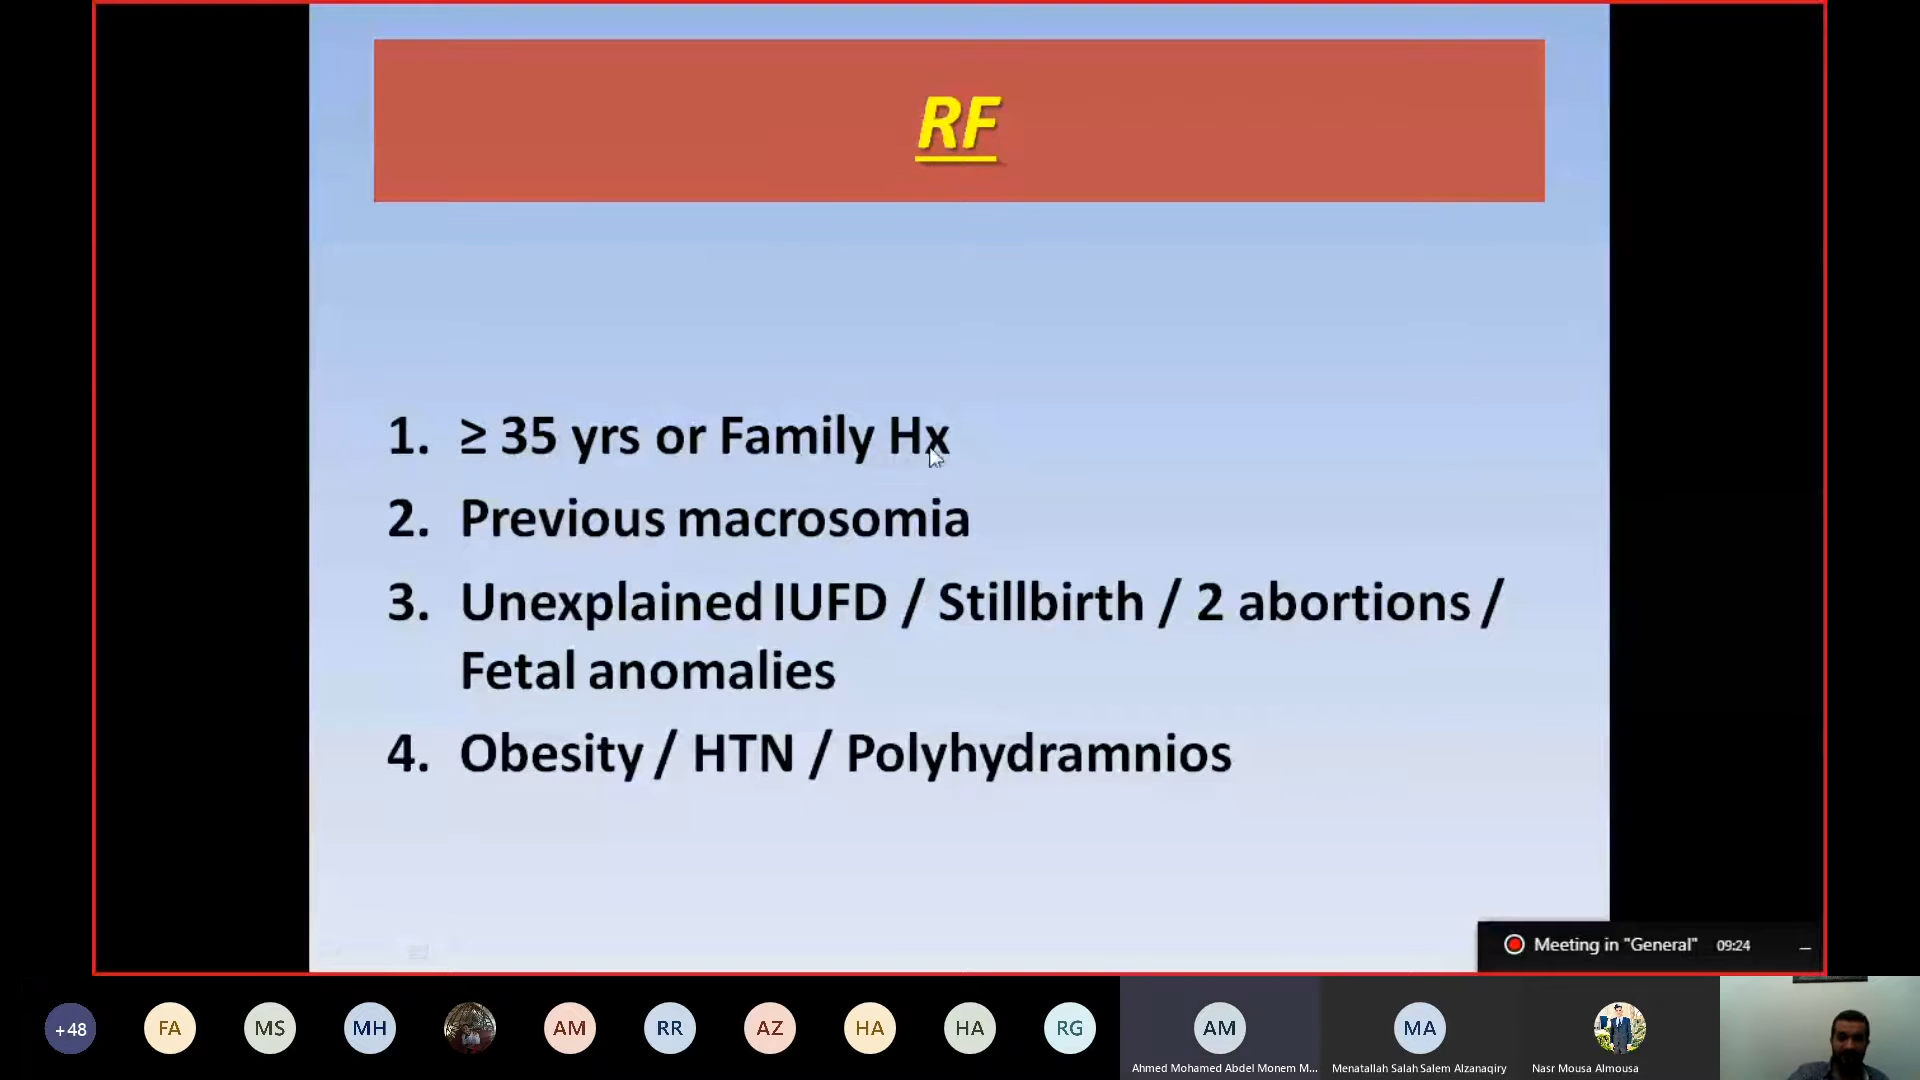 RF
1. ≥ 35 yrs or Family Hx
2. Previous macrosomia
3. Unexplained IUFD / Stillbirth / 2 abortions /
Fetal anomalies
4. Obesity / HTN / Polyhydramnios
Meeting in "General" 09:24
+48 FA MS MH AM RR AZ HA HA RG AM MA
Ahmed Mohamed Abdel Monem M... Menatallah Salah Salem Alzanaqiry Nasr Mousa Almousa